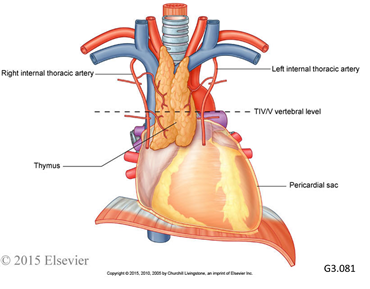 Right internal thoracic artery
Left internal thoracic artery
TIV/V vertebral level
Thymus
Pericardial sac
© 2015 Elsevier
G3.081
Copyright © 2015, 2010, 2005 by Churchill Livingstone, an imprint of Elsevier Inc.